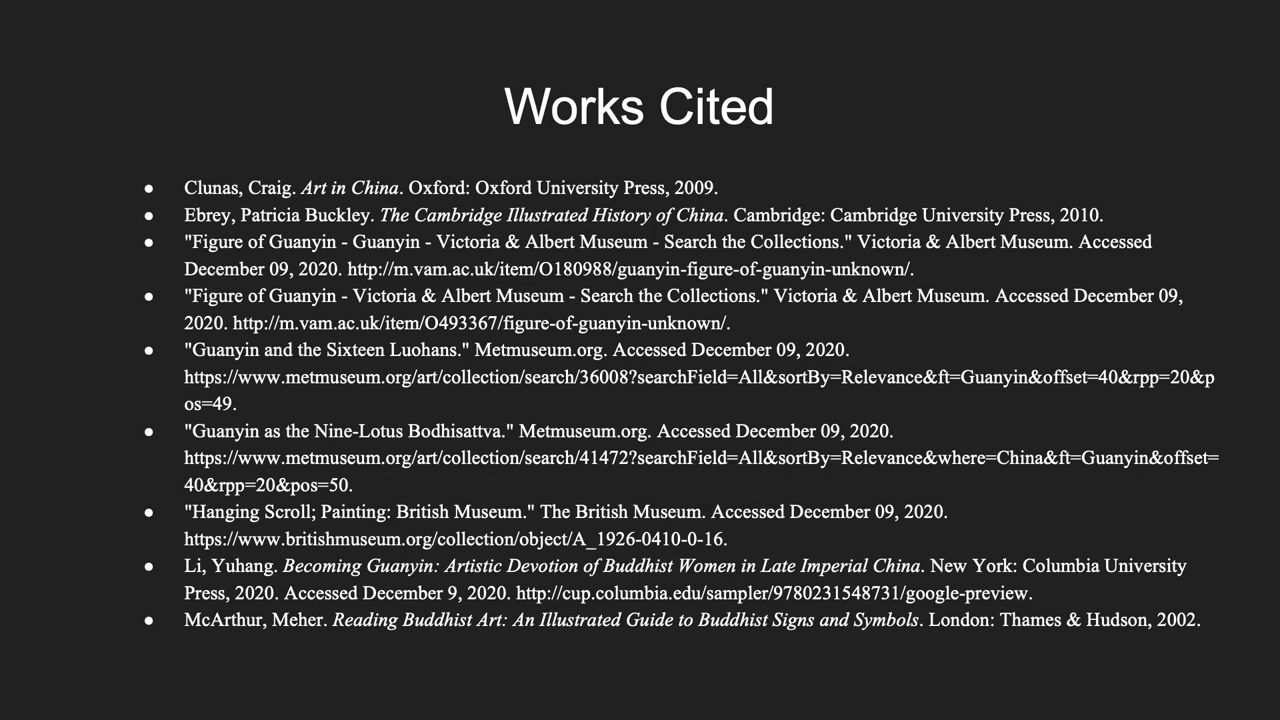 Works Cited
● Clunas, Craig. Art in China. Oxford: Oxford University Press, 2009.
● Ebrey, Patricia Buckley. The Cambridge Illustrated History of China. Cambridge: Cambridge University Press, 2010.
● "Figure of Guanyin - Guanyin - Victoria & Albert Museum - Search the Collections." Victoria & Albert Museum. Accessed
December 09, 2020. http://m.vam.ac.uk/item/O180988/guanyin-figure-of-guanyin-unknown/.
● "Figure of Guanyin - Victoria & Albert Museum - Search the Collections." Victoria & Albert Museum. Accessed December 09,
2020. http://m.vam.ac.uk/item/O493367/figure-of-guanyin-unknown/.
● "Guanyin and the Sixteen Luohans." Metmuseum.org. Accessed December 09, 2020.
https://www.metmuseum.org/art/collection/search/36008?searchField=All&sortBy=Relevance&ft=Guanyin&offset=40&rpp=20&p
os=49.
● "Guanyin as the Nine-Lotus Bodhisattva." Metmuseum.org. Accessed December 09, 2020.
https://www.metmuseum.org/art/collection/search/41472?searchField=All&sortBy=Relevance&where=China&ft=Guanyin&offset=
40&rpp=20&pos=50.
● "Hanging Scroll; Painting: British Museum." The British Museum. Accessed December 09, 2020.
https://www.britishmuseum.org/collection/object/A_1926-0410-0-16.
● Li, Yuhang. Becoming Guanyin: Artistic Devotion of Buddhist Women in Late Imperial China. New York: Columbia University
Press, 2020. Accessed December 9, 2020. http://cup.columbia.edu/sampler/9780231548731/google-preview.
● McArthur, Meher. Reading Buddhist Art: An Illustrated Guide to Buddhist Signs and Symbols. London: Thames & Hudson, 2002.